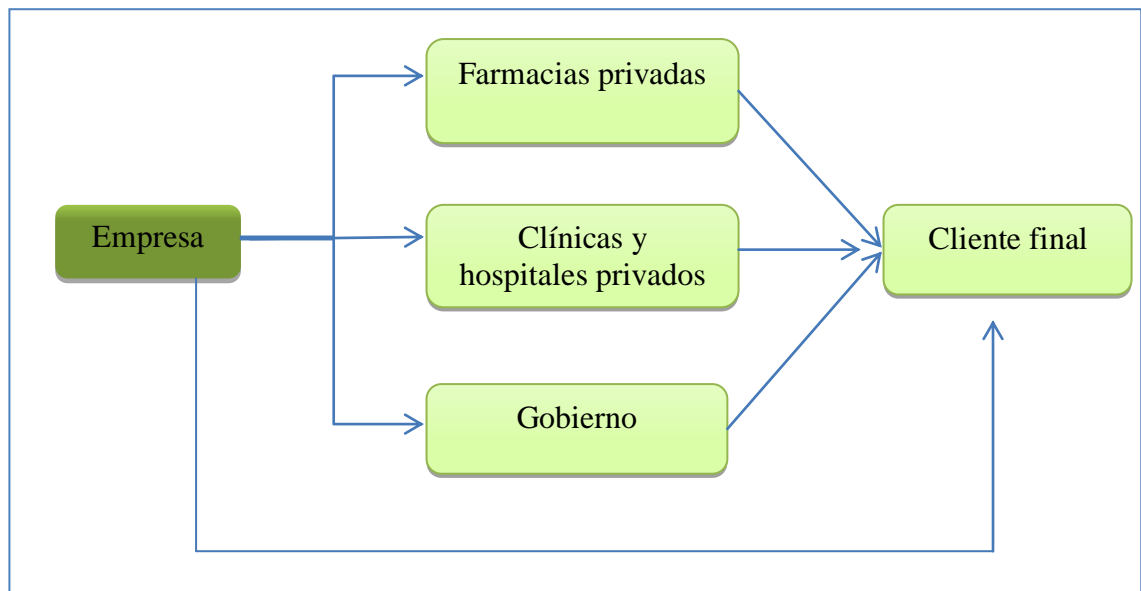 Farmacias privadas
Empresa
Clínicas y
hospitales privados
Cliente final
Gobierno